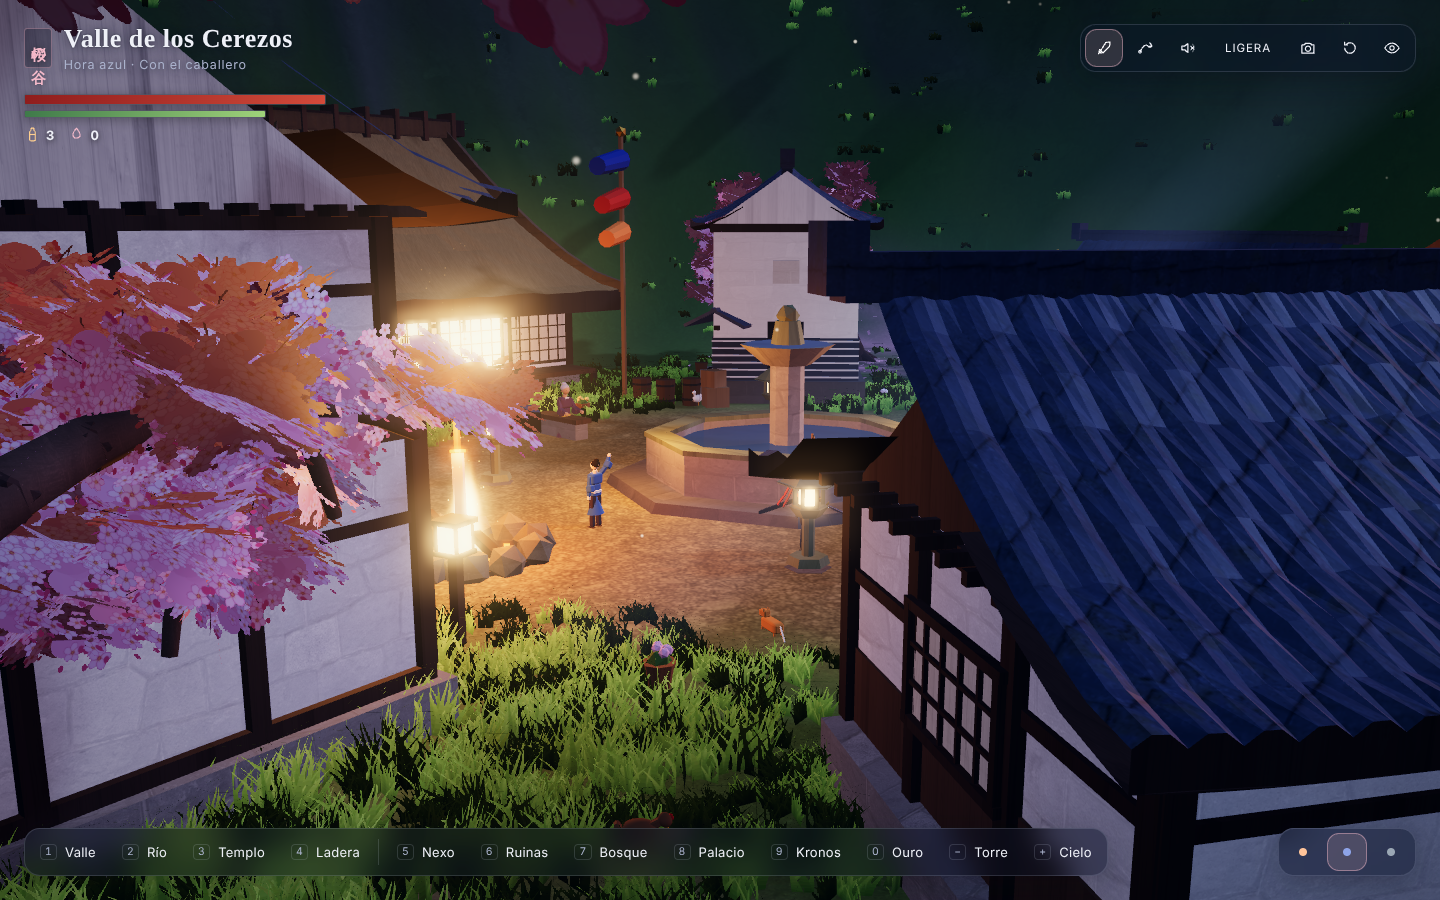 谷
Valle de los Cerezos
Hora azul · Con el caballero
3 0
LIGERA
1 Valle 2 Río 3 Templo 4 Ladera 5 Nexo 6 Ruinas 7 Bosque 8 Palacio 9 Kronos 0 Ouro − Torre + Cielo